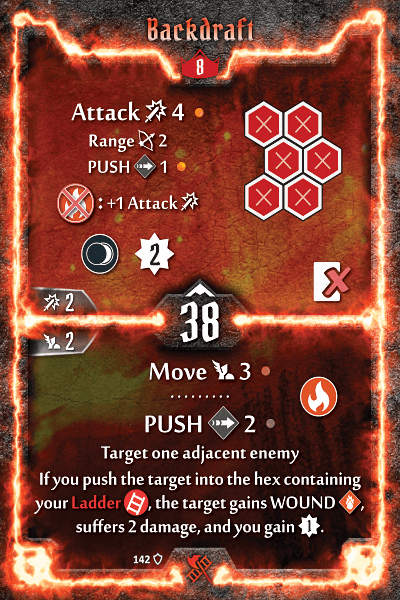 Backdraft
8
Attack 4
Range 2
PUSH 1
: +1 Attack
2
2
38
2
Move 3
PUSH 2
Target one adjacent enemy
If you push the target into the hex containing
your Ladder , the target gains WOUND ,
suffers 2 damage, and you gain 1 .
142